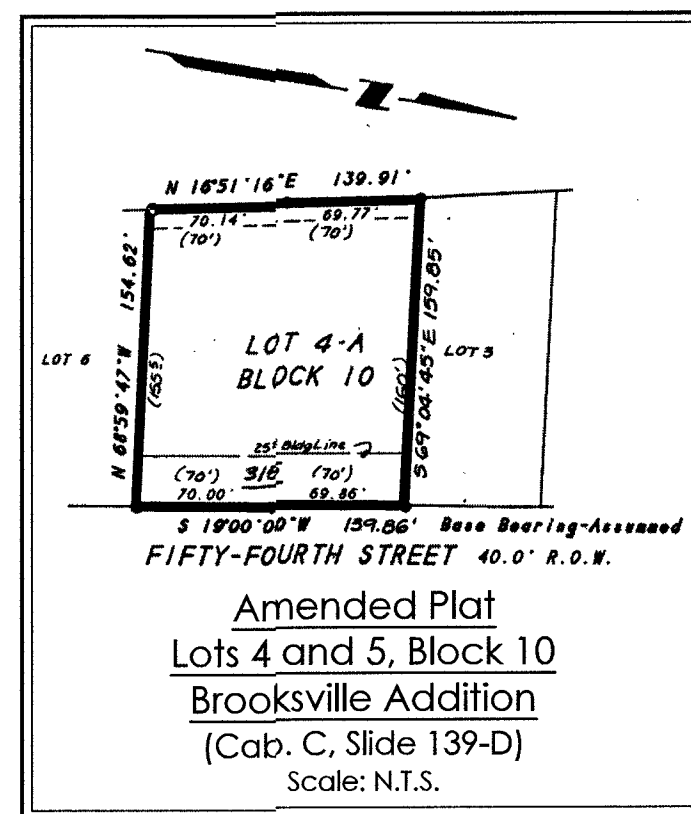 N
N 16°51'16"E 139.91'
70.14' 69.77'
(70') (70')
N 68°59'47"W 154.62'
(155')
S 69°04'45"E 159.85'
(160')
LOT 6
LOT 4-A
BLOCK 10
LOT 3
25' Bldg Line
(70') 318 (70')
70.00' 69.86'
S 19°00'00"W 139.86' Base Bearing-Assumed
FIFTY-FOURTH STREET 40.0' R.O.W.
Amended Plat
Lots 4 and 5, Block 10
Brooksville Addition
(Cab. C, Slide 139-D)
Scale: N.T.S.